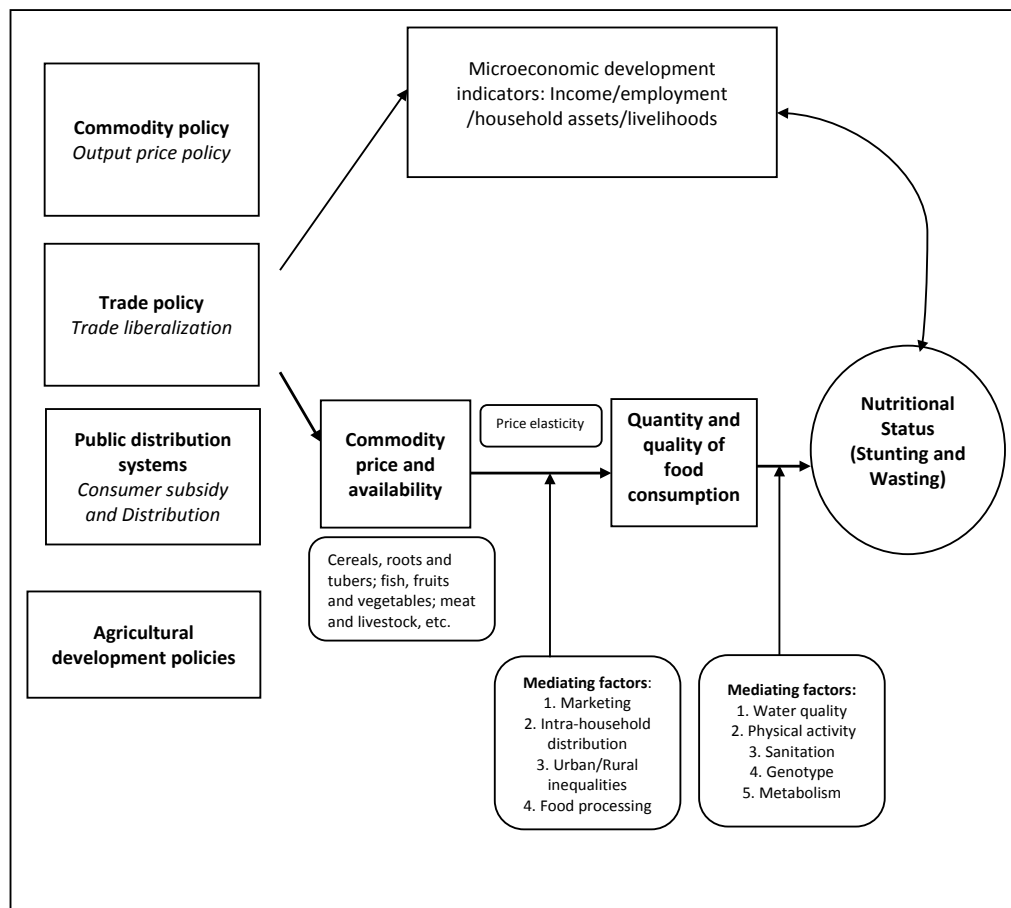 Commodity policy
Output price policy
Trade policy
Trade liberalization
Public distribution
systems
Consumer subsidy
and Distribution
Agricultural
development policies
Microeconomic development
indicators: Income/employment
/household assets/livelihoods
Commodity
price and
availability
Cereals, roots and
tubers; fish, fruits
and vegetables; meat
and livestock, etc.
Price elasticity
Quantity and
quality of
food
consumption
Nutritional
Status
(Stunting and
Wasting)
Mediating factors:
1. Marketing
2. Intra-household
distribution
3. Urban/Rural
inequalities
4. Food processing
Mediating factors:
1. Water quality
2. Physical activity
3. Sanitation
4. Genotype
5. Metabolism